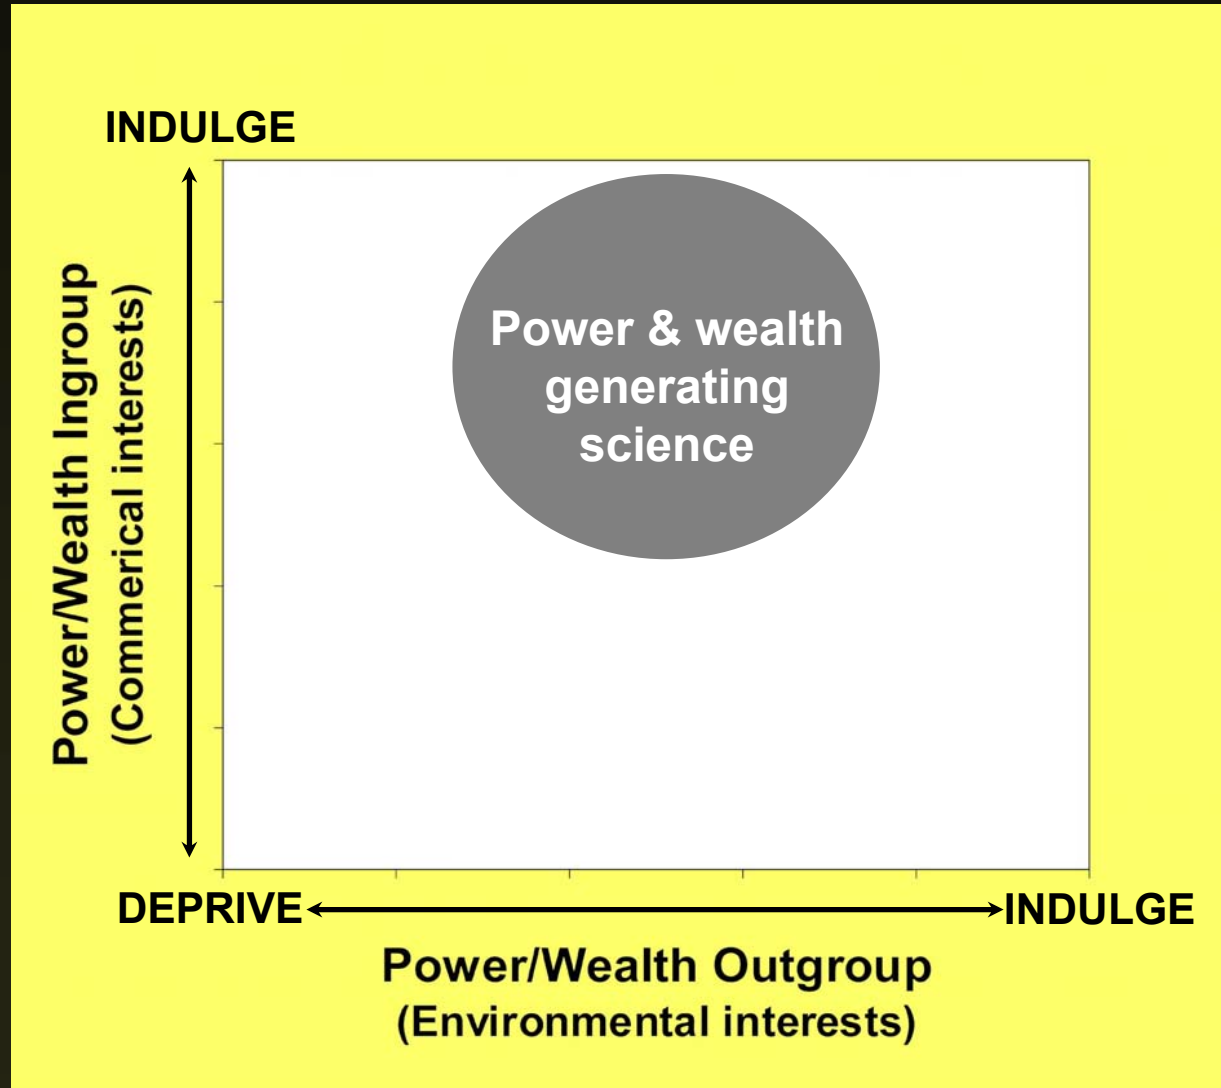 INDULGE
Power/Wealth Ingroup
(Commerical interests)
Power & wealth
generating
science
DEPRIVE
INDULGE
Power/Wealth Outgroup
(Environmental interests)